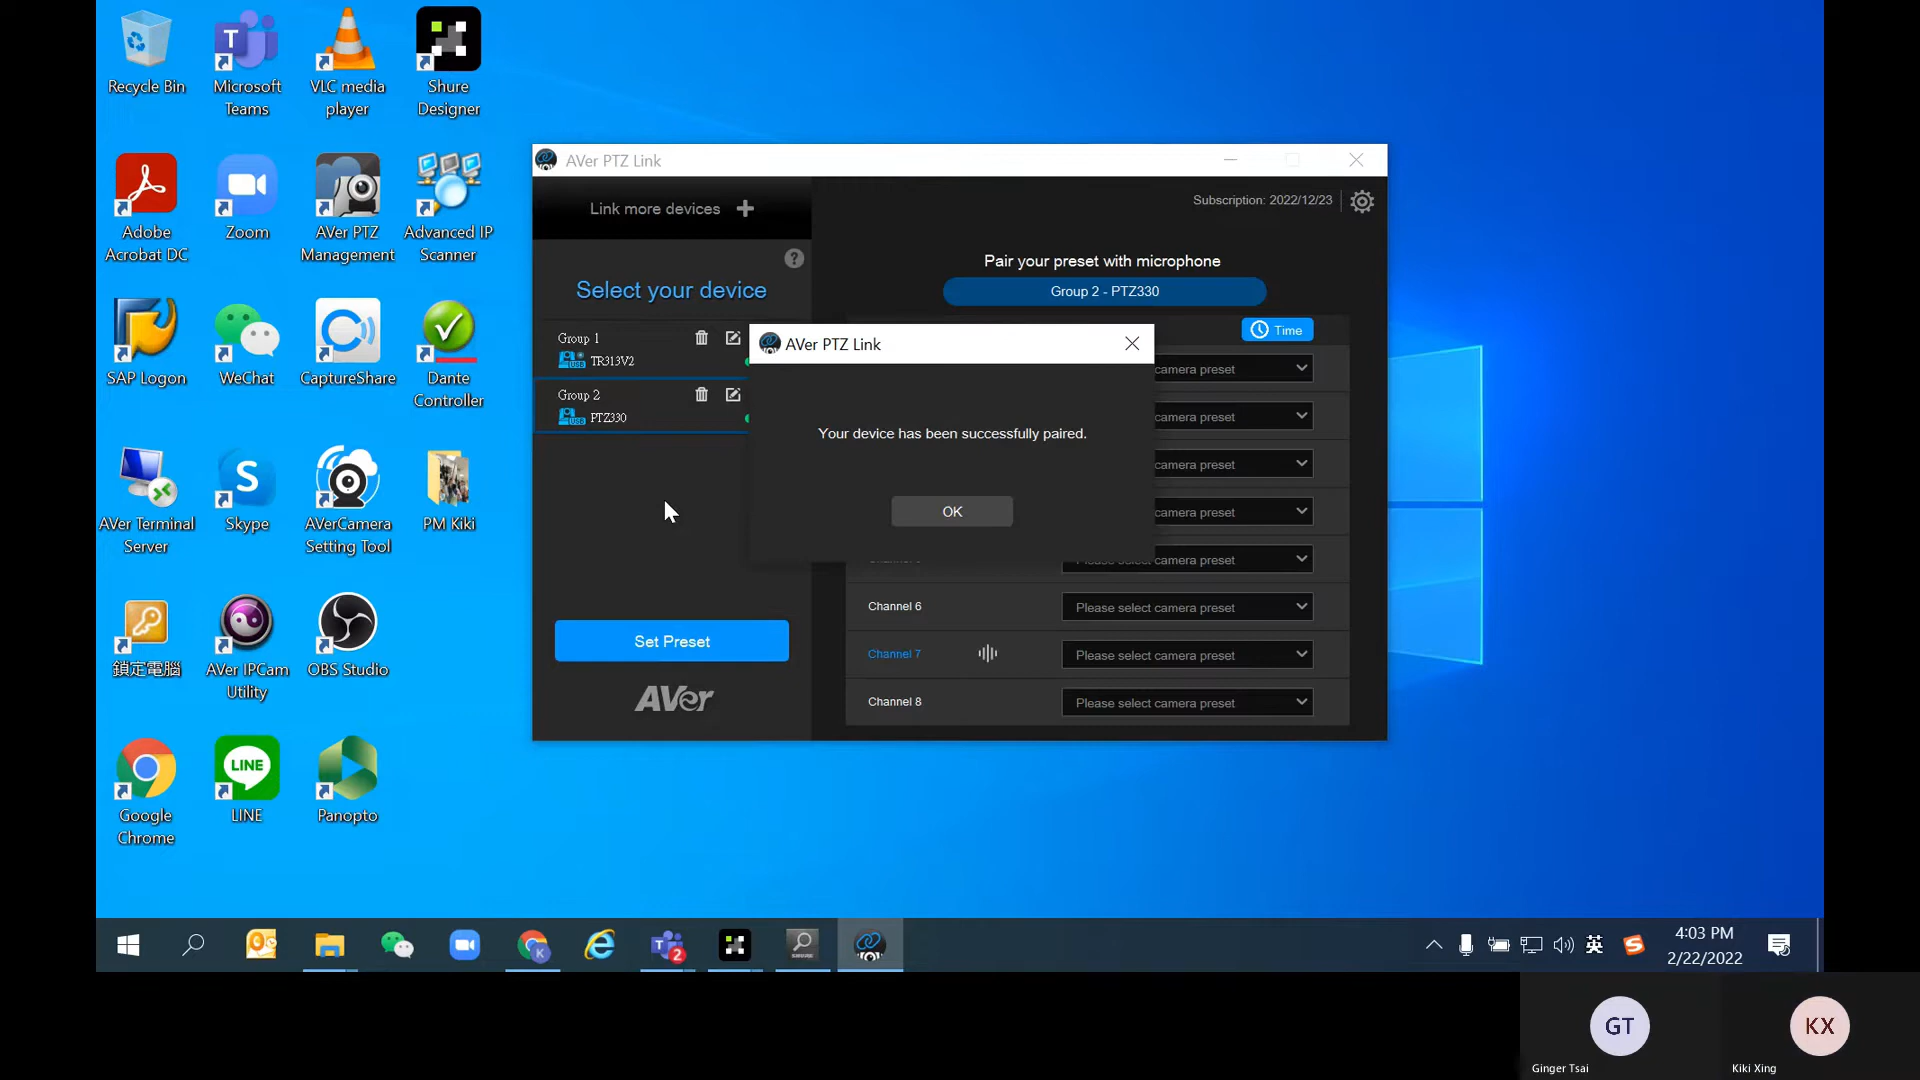 Recycle Bin
Microsoft
Teams
VLC media
player
Shure
Designer
Adobe
Acrobat DC
Zoom
AVer PTZ
Management
Advanced IP
Scanner
SAP Logon
WeChat
CaptureShare
Dante
Controller
AVer Terminal
Server
Skype
AVerCamera
Setting Tool
PM Kiki
鎖定電腦
AVer IPCam
Utility
OBS Studio
LINE
Google
Chrome
LINE
Panopto
AVer PTZ Link
Link more devices
Subscription: 2022/12/23
?
Select your device
Pair your preset with microphone
Group 2 - PTZ330
Time
Group 1
USB TR313V2
Group 2
USB PTZ330
AVer PTZ Link
Your device has been successfully paired.
OK
camera preset
camera preset
camera preset
camera preset
Please select camera preset
Channel 6
Please select camera preset
Channel 7
Please select camera preset
Channel 8
Please select camera preset
Set Preset
AVer
2
英
4:03 PM
2/22/2022
GT
Ginger Tsai
KX
Kiki Xing